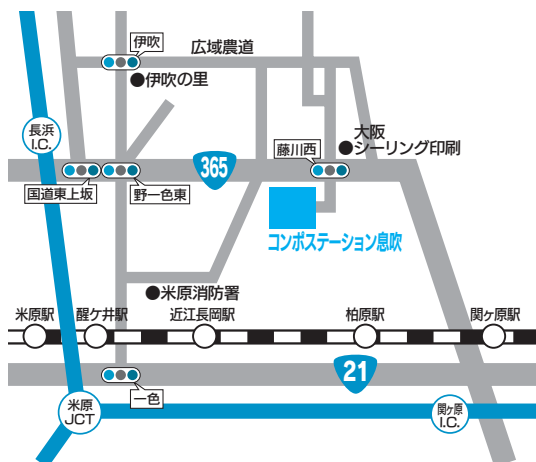 伊吹
広域農道
●伊吹の里
長浜
I.C.
大阪
●シーリング印刷
藤川西
365
国道東上坂
野一色東
コンポステーション息吹
●米原消防署
米原駅
醒ケ井駅
近江長岡駅
柏原駅
関ヶ原駅
21
一色
米原
JCT
関ヶ原
I.C.